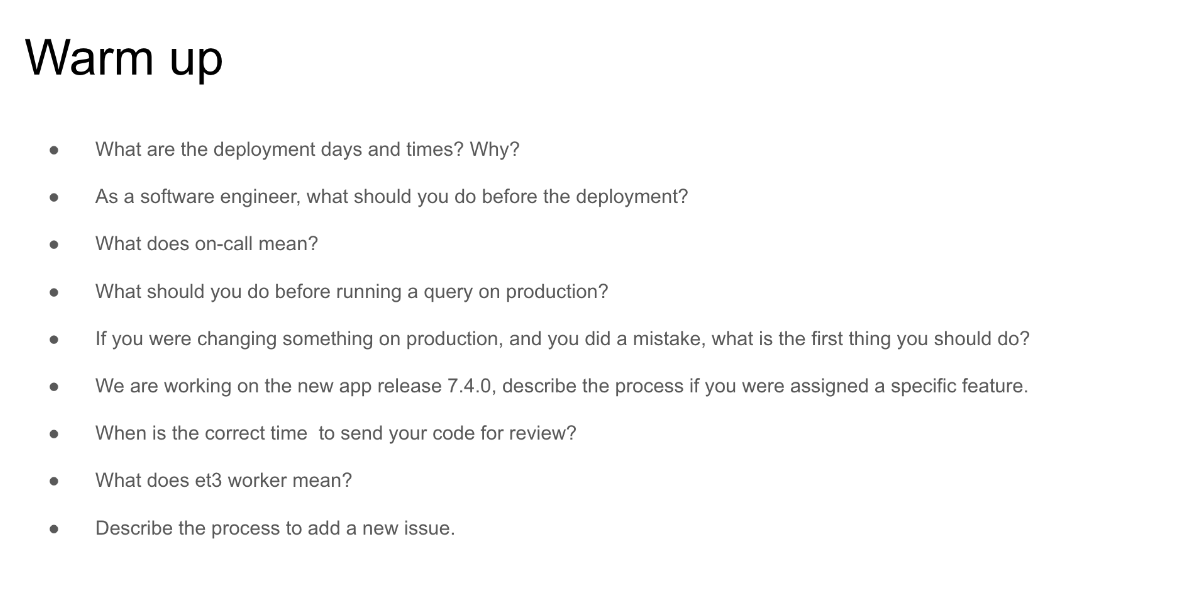 Warm up
● What are the deployment days and times? Why?
● As a software engineer, what should you do before the deployment?
● What does on-call mean?
● What should you do before running a query on production?
● If you were changing something on production, and you did a mistake, what is the first thing you should do?
● We are working on the new app release 7.4.0, describe the process if you were assigned a specific feature.
● When is the correct time  to send your code for review?
● What does et3 worker mean?
● Describe the process to add a new issue.